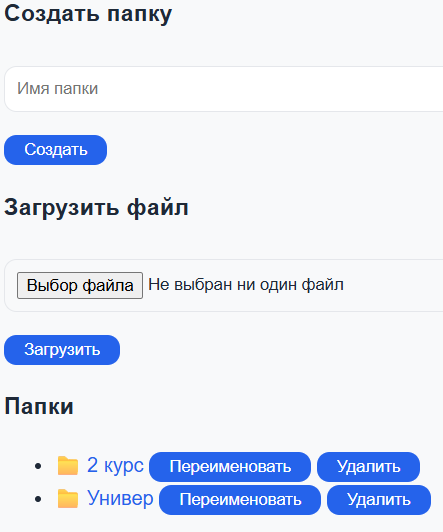 Создать папку
Имя папки
Создать
Загрузить файл
Выбор файла Не выбран ни один файл
Загрузить
Папки
2 курс Переименовать Удалить
Универ Переименовать Удалить